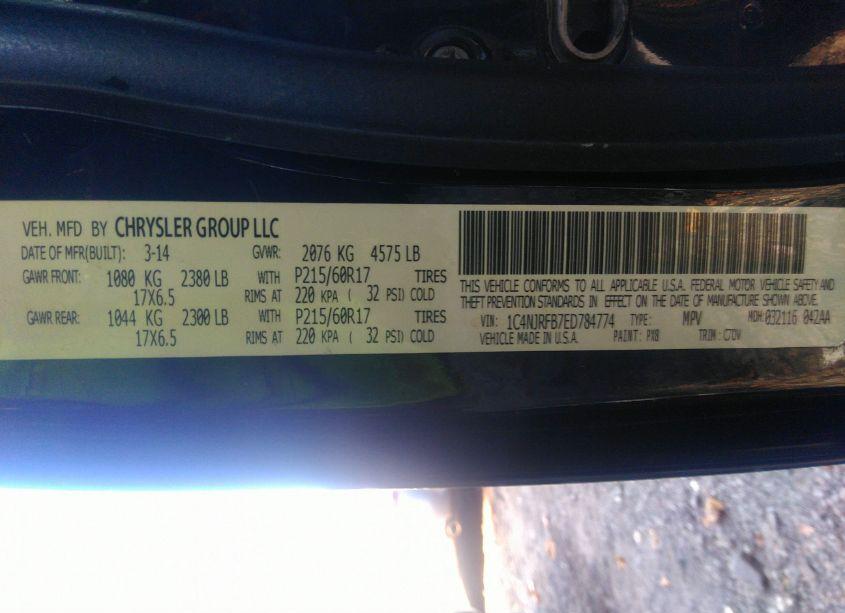 VEH. MFD BY CHRYSLER GROUP LLC
DATE OF MFR(BUILT): 3-14 GVWR: 2076 KG 4575 LB
GAWR FRONT: 1080 KG 2380 LB WITH P215/60R17 TIRES
17X6.5 RIMS AT 220 KPA ( 32 PSI) COLD
GAWR REAR: 1044 KG 2300 LB WITH P215/60R17 TIRES
17X6.5 RIMS AT 220 KPA ( 32 PSI) COLD
THIS VEHICLE CONFORMS TO ALL APPLICABLE U.S.A. FEDERAL MOTOR VEHICLE SAFETY AND
THEFT PREVENTION STANDARDS IN EFFECT ON THE DATE OF MANUFACTURE SHOWN ABOVE.
VIN: 1C4NJRFB7ED784774 TYPE: MPV MDH: 032116 042AA
VEHICLE MADE IN U.S.A. PAINT: PX8 TRIM: